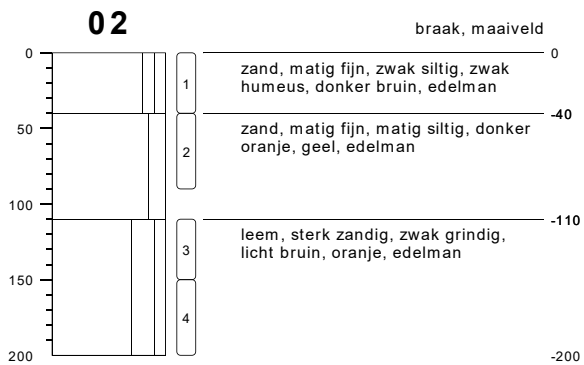 02
braak, maaiveld
0
0
1
zand, matig fijn, zwak siltig, zwak
humeus, donker bruin, edelman
-40
50
2
zand, matig fijn, matig siltig, donker
oranje, geel, edelman
100
-110
3
leem, sterk zandig, zwak grindig,
licht bruin, oranje, edelman
150
4
200
-200